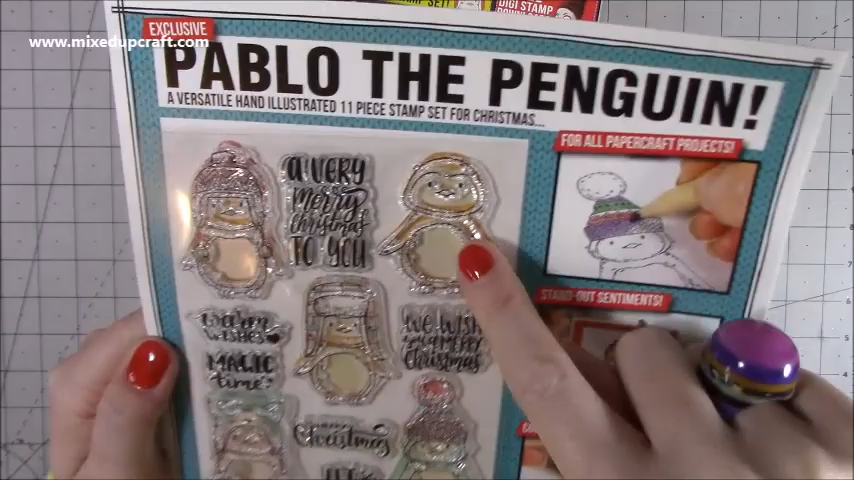 DIGI STAMP
www.mixedupcraft.com
EXCLUSIVE
PABLO THE PENGUIN!
A VERSATILE HAND ILLUSTRATED 11 PIECE STAMP SET FOR CHRISTMAS...
FOR ALL PAPERCRAFT PROJECTS!
a VERY
merry
christmas
TO YOU
STAND-OUT SENTIMENTS!
warm
wishes
WE WISH
you a MERRY
Christmas
MAGIC
time
Christmas